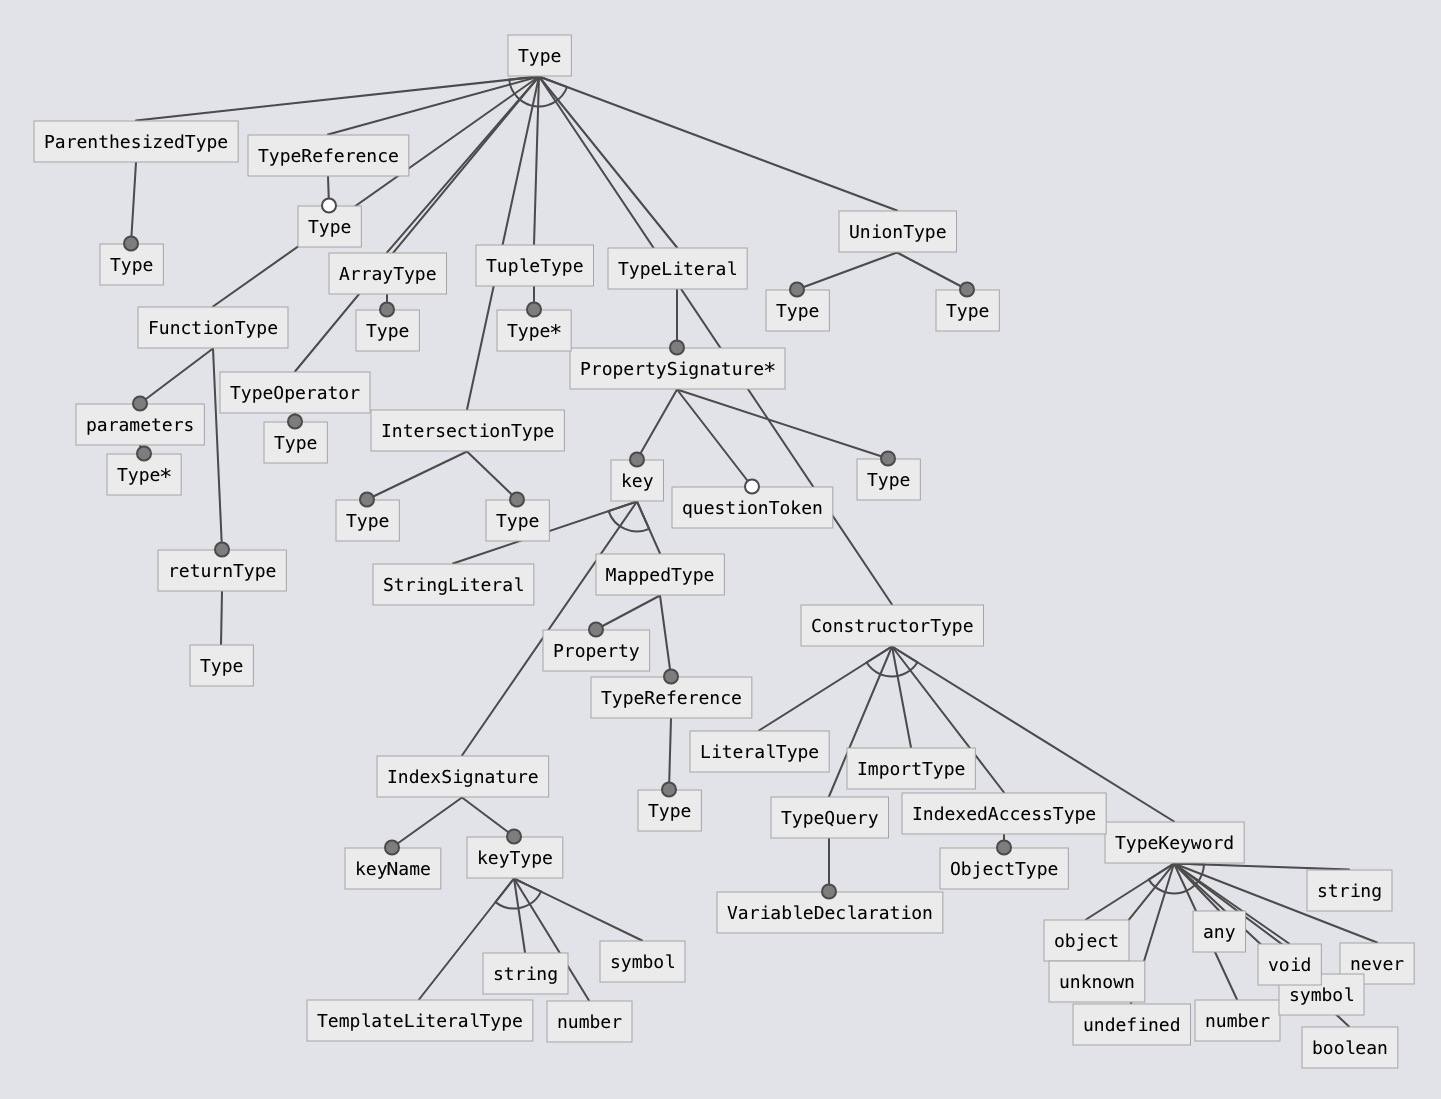 Type
ParenthesizedType
TypeReference
Type
UnionType
Type
ArrayType
TupleType
TypeLiteral
Type
Type
FunctionType
Type
Type*
PropertySignature*
TypeOperator
parameters
Type
IntersectionType
Type*
key
Type
questionToken
Type
Type
returnType
StringLiteral
MappedType
ConstructorType
Property
Type
TypeReference
LiteralType
ImportType
IndexSignature
Type
TypeQuery
IndexedAccessType
TypeKeyword
keyName
keyType
ObjectType
string
VariableDeclaration
object
any
string
symbol
void
never
unknown
symbol
TemplateLiteralType
number
undefined
number
boolean